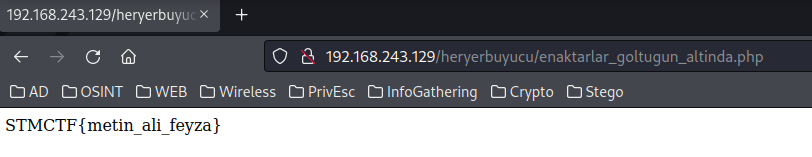 192.168.243.129/heryerbuyuc
192.168.243.129/heryerbuyucu/enaktarlar_goltugun_altinda.php
AD OSINT WEB Wireless PrivEsc InfoGathering Crypto Stego
STMCTF{metin_ali_feyza}